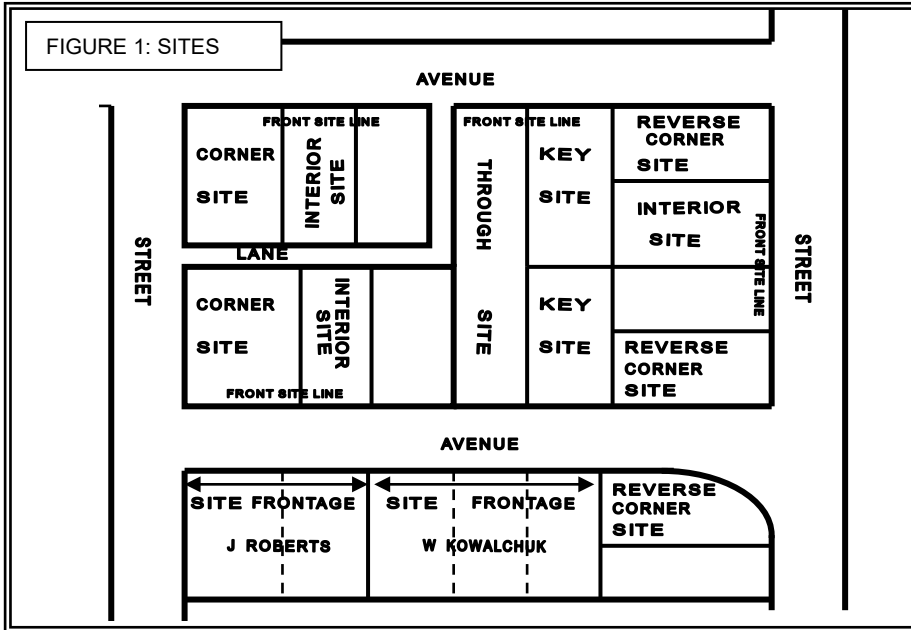 FIGURE 1: SITES
AVENUE
FRONT SITE LINE
FRONT SITE LINE
REVERSE
CORNER
SITE
CORNER
SITE
INTERIOR
SITE
THROUGH
SITE
KEY
SITE
INTERIOR
SITE
FRONT SITE LINE
STREET
STREET
LANE
CORNER
SITE
INTERIOR
SITE
KEY
SITE
REVERSE
CORNER
SITE
FRONT SITE LINE
AVENUE
SITE FRONTAGE
SITE FRONTAGE
REVERSE
CORNER
SITE
J ROBERTS
W KOWALCHUK